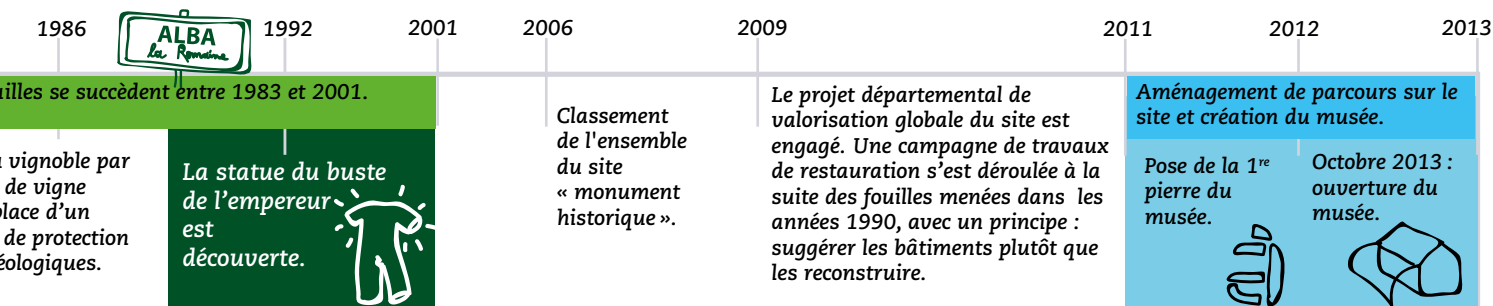 1986
ALBA
la Romaine
1992
2001
2006
2009
2011
2012
2013
se succèdent entre 1983 et 2001.
vignoble par
de vigne
d'un
de protection
La statue du buste
de l'empereur
est
découverte.
Classement
de l'ensemble
du site
« monument
historique ».
Le projet départemental de
valorisation globale du site est
engagé. Une campagne de travaux
de restauration s’est déroulée à la
suite des fouilles menées dans les
années 1990, avec un principe :
suggérer les bâtiments plutôt que
les reconstruire.
Aménagement de parcours sur le
site et création du musée.
Pose de la 1re
pierre du
musée.
Octobre 2013 :
ouverture du
musée.